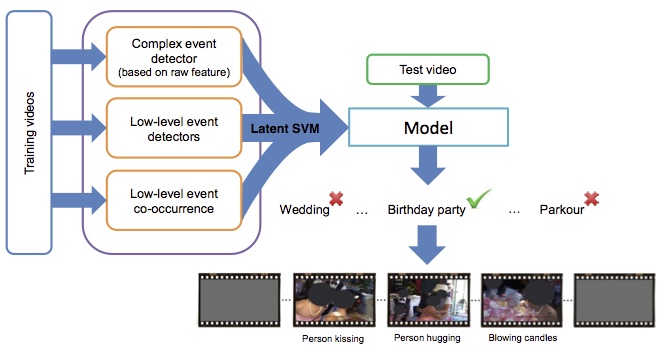 Training videos
Complex event
detector
(based on raw feature)
Low-level event
detectors
Low-level event
co-occurrence
Latent SVM
Test video
Model
Wedding ... Birthday party ... Parkour
... ... ... ...
Person kissing
Person hugging
Blowing candles